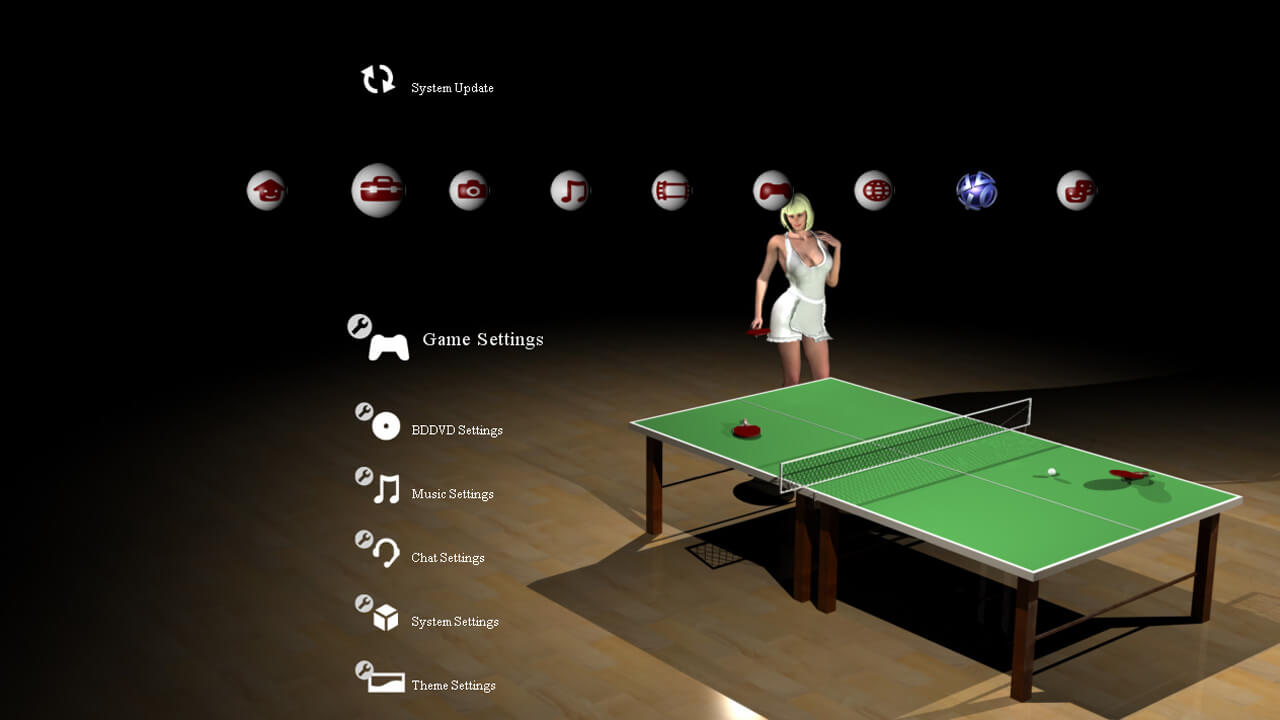 System Update
Game Settings
BDDVD Settings
Music Settings
Chat Settings
System Settings
Theme Settings